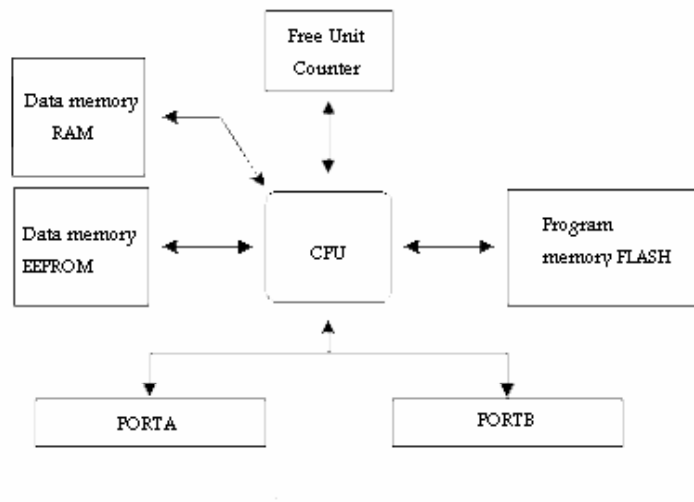 Free Unit
Counter
Data memory
RAM
Data memory
EEPROM
CPU
Program
memory FLASH
PORTA
PORTB